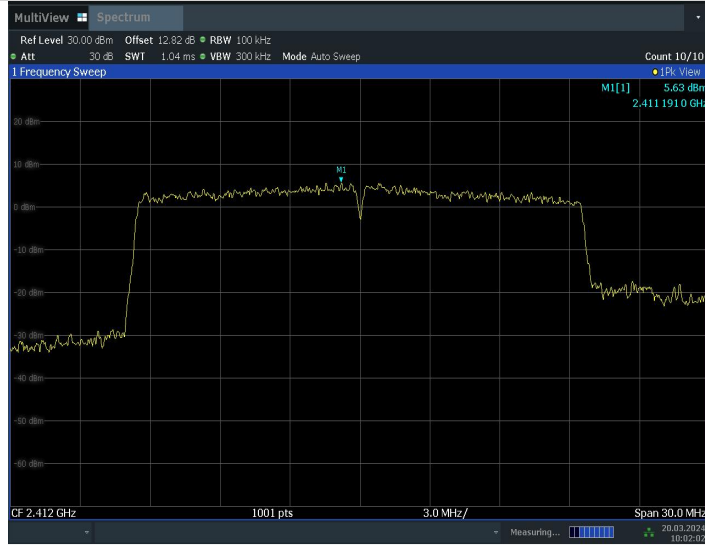 MultiView Spectrum
Ref Level 30.00 dBm Offset 12.82 dB RBW 100 kHz
Att 30 dB SWT 1.04 ms VBW 300 kHz Mode Auto Sweep Count 10/10
1 Frequency Sweep 1Pk View
M1[1] 5.63 dBm
2.4111910 GHz
20 dBm
10 dBm
M1
0 dBm
-10 dBm
-20 dBm
-30 dBm
-40 dBm
-50 dBm
-60 dBm
CF 2.412 GHz 1001 pts 3.0 MHz/ Span 30.0 MHz
Measuring... 20.03.2024
10:02:02